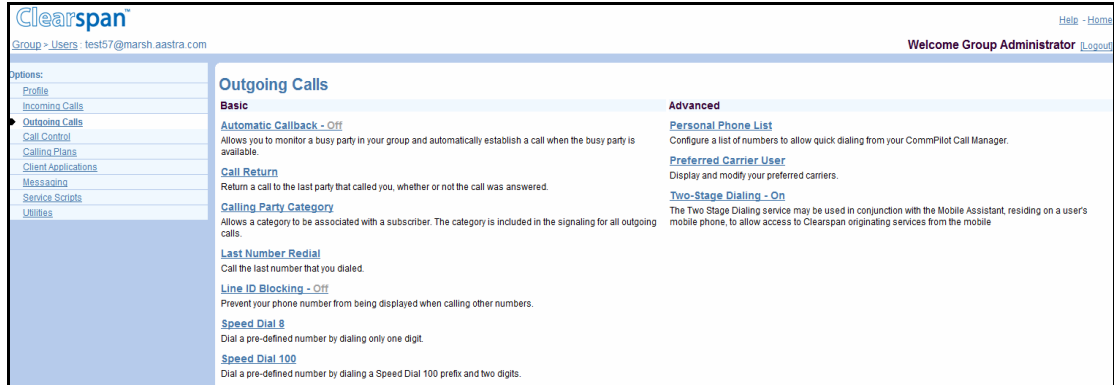 Clearspan™
Help - Home
Group > Users : test57@marsh.aastra.com
Welcome Group Administrator [Logout]
Options:
Profile
Incoming Calls
Outgoing Calls
Call Control
Calling Plans
Client Applications
Messaging
Service Scripts
Utilities
Outgoing Calls
Basic
Automatic Callback - Off
Allows you to monitor a busy party in your group and automatically establish a call when the busy party is
available.
Call Return
Return a call to the last party that called you, whether or not the call was answered.
Calling Party Category
Allows a category to be associated with a subscriber. The category is included in the signaling for all outgoing
calls.
Last Number Redial
Call the last number that you dialed.
Line ID Blocking - Off
Prevent your phone number from being displayed when calling other numbers.
Speed Dial 8
Dial a pre-defined number by dialing only one digit.
Speed Dial 100
Dial a pre-defined number by dialing a Speed Dial 100 prefix and two digits.
Advanced
Personal Phone List
Configure a list of numbers to allow quick dialing from your CommPilot Call Manager.
Preferred Carrier User
Display and modify your preferred carriers.
Two-Stage Dialing - On
The Two Stage Dialing service may be used in conjunction with the Mobile Assistant, residing on a user's
mobile phone, to allow access to Clearspan originating services from the mobile